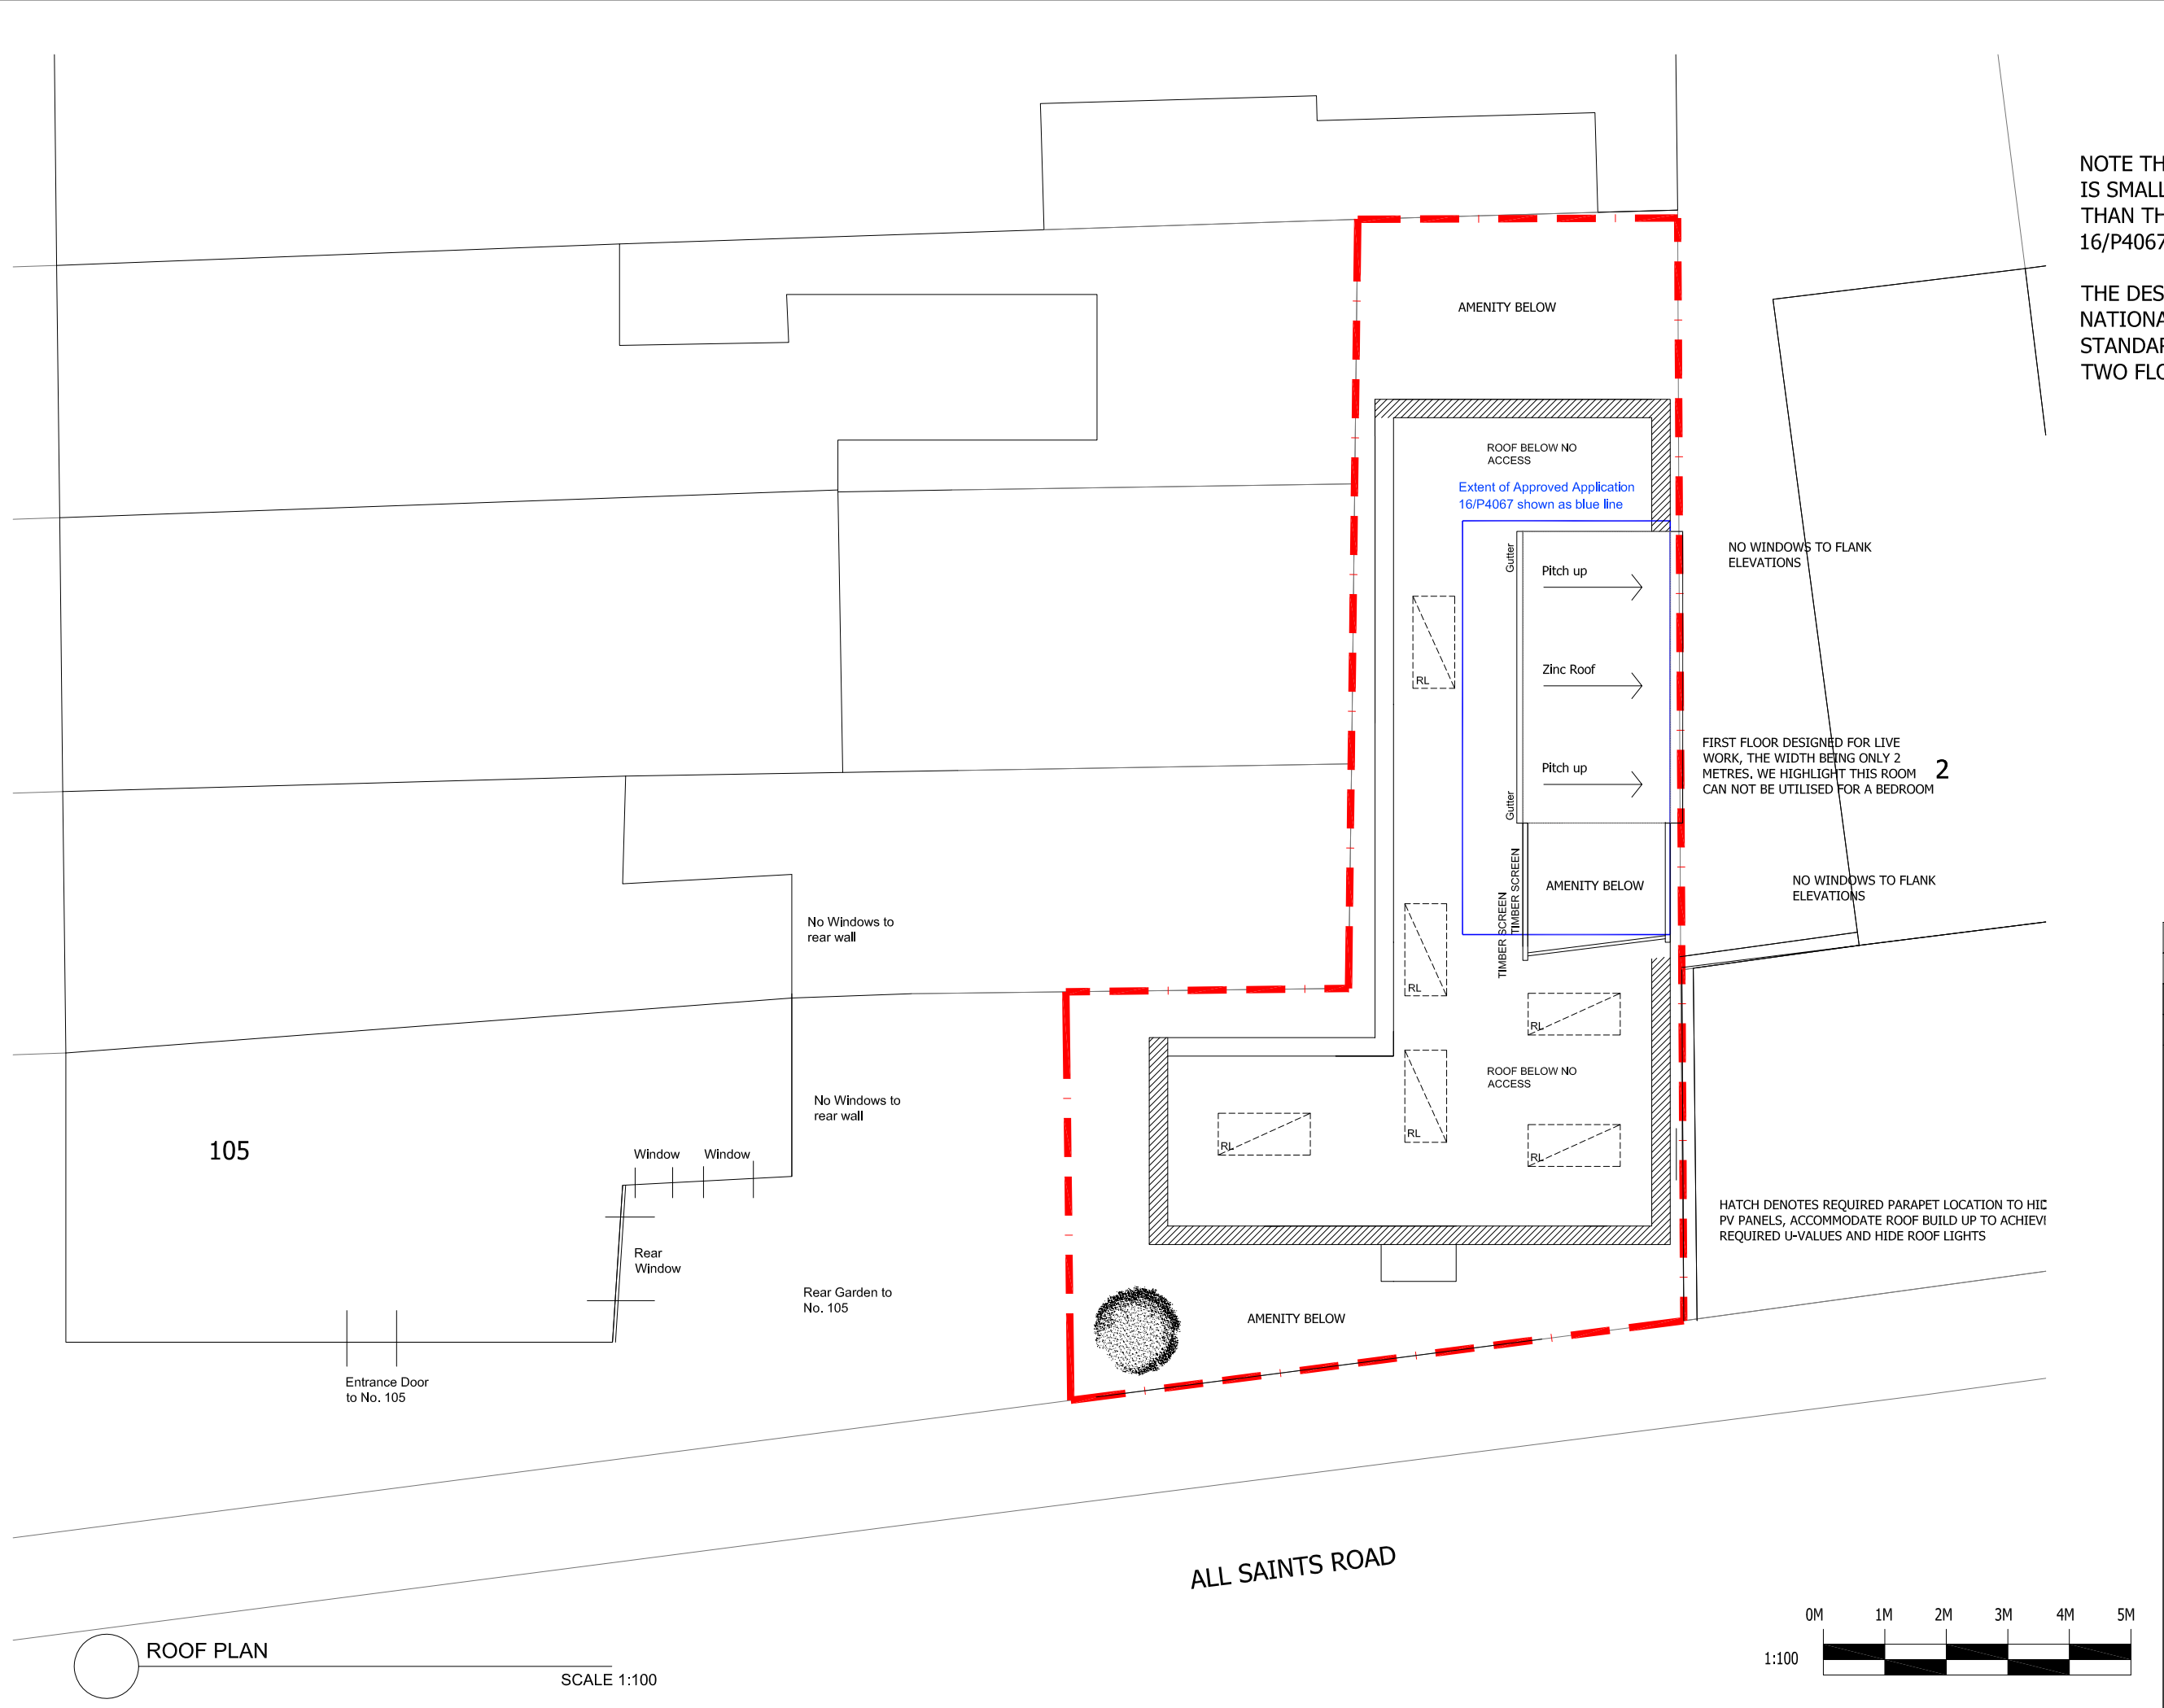 NOTE TH
IS SMALL
THAN TH
16/P4067
THE DES
NATIONA
STANDAR
TWO FLO
AMENITY BELOW
ROOF BELOW NO
ACCESS
Extent of Approved Application
16/P4067 shown as blue line
Gutter
Pitch up
Zinc Roof
Pitch up
Gutter
NO WINDOWS TO FLANK
ELEVATIONS
RL
FIRST FLOOR DESIGNED FOR LIVE
WORK, THE WIDTH BEING ONLY 2
METRES. WE HIGHLIGHT THIS ROOM
CAN NOT BE UTILISED FOR A BEDROOM
2
TIMBER SCREEN
TIMBER SCREEN
AMENITY BELOW
NO WINDOWS TO FLANK
ELEVATIONS
No Windows to
rear wall
RL
RL
ROOF BELOW NO
ACCESS
No Windows to
rear wall
105
Window
Window
RL
RL
RL
HATCH DENOTES REQUIRED PARAPET LOCATION TO HID
PV PANELS, ACCOMMODATE ROOF BUILD UP TO ACHIEVE
REQUIRED U-VALUES AND HIDE ROOF LIGHTS
Rear
Window
Rear Garden to
No. 105
AMENITY BELOW
Entrance Door
to No. 105
ALL SAINTS ROAD
ROOF PLAN
SCALE 1:100
0M 1M 2M 3M 4M 5M
1:100